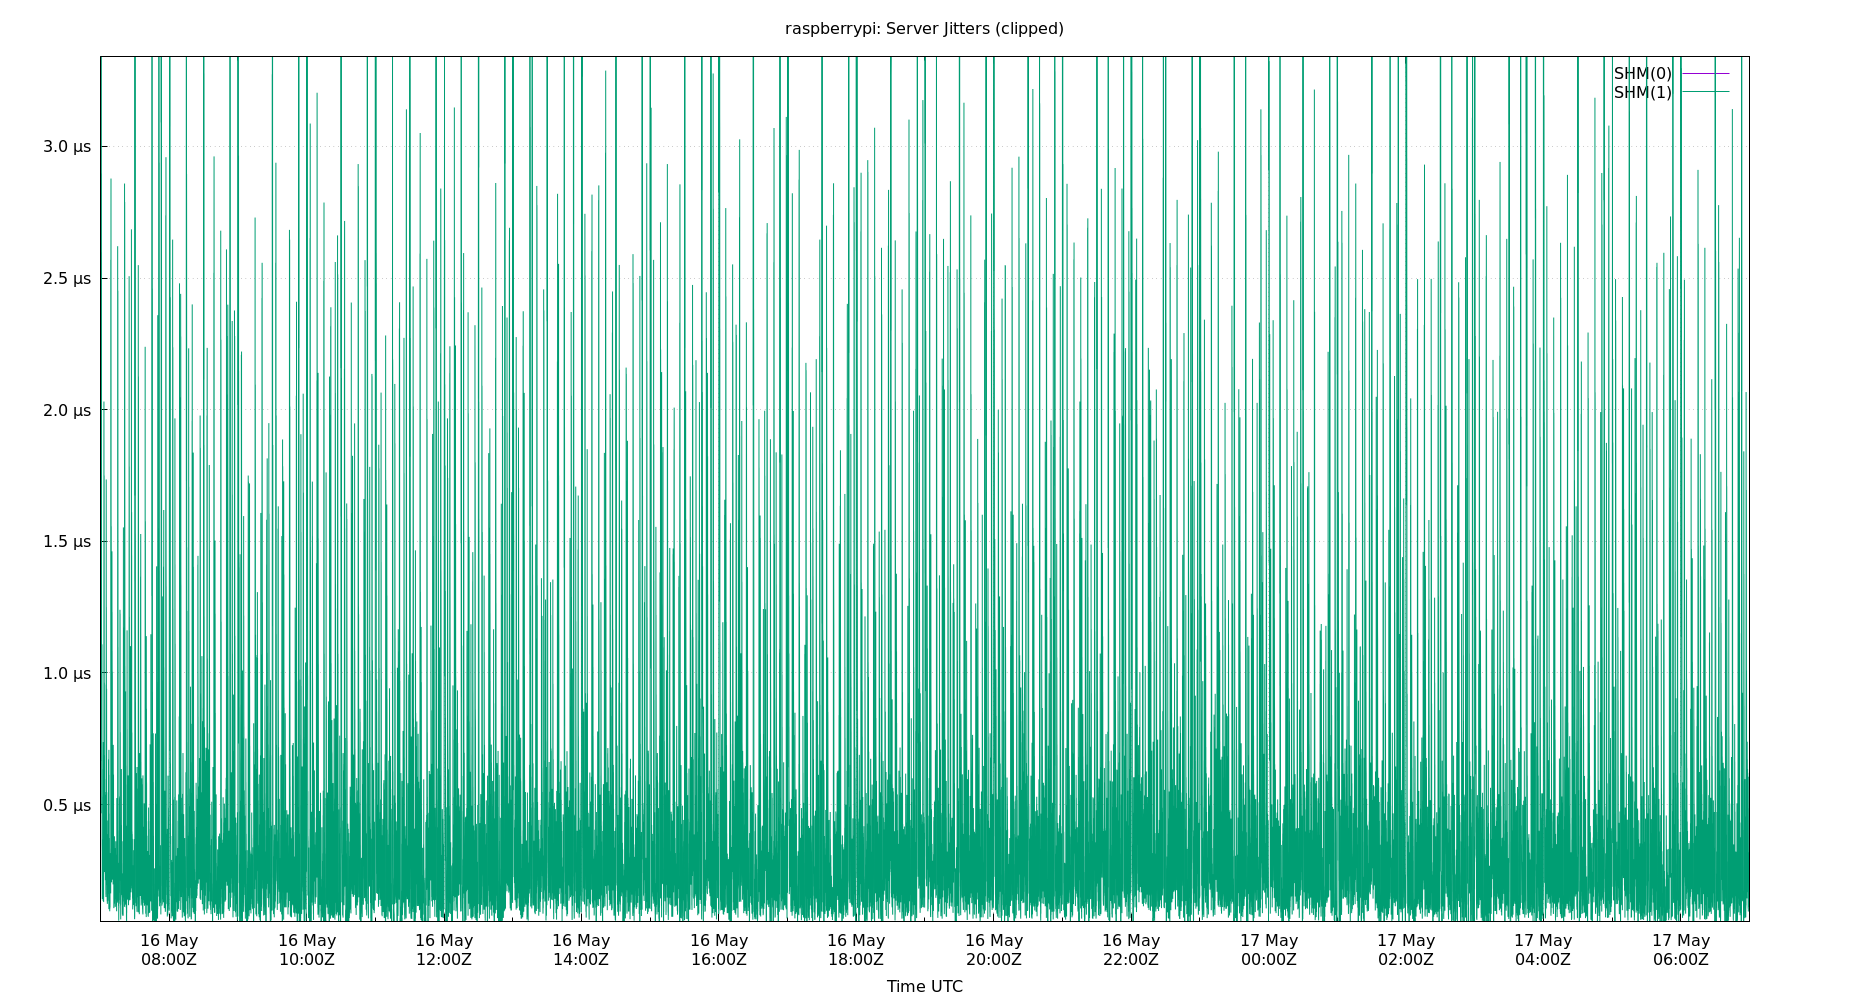 raspberrypi: Server Jitters (clipped)
SHM(0)
SHM(1)
3.0 µs
2.5 µs
2.0 µs
1.5 µs
1.0 µs
0.5 µs
16 May 16 May 16 May 16 May 16 May 16 May 16 May 16 May 17 May 17 May 17 May 17 May
08:00Z 10:00Z 12:00Z 14:00Z 16:00Z 18:00Z 20:00Z 22:00Z 00:00Z 02:00Z 04:00Z 06:00Z
Time UTC